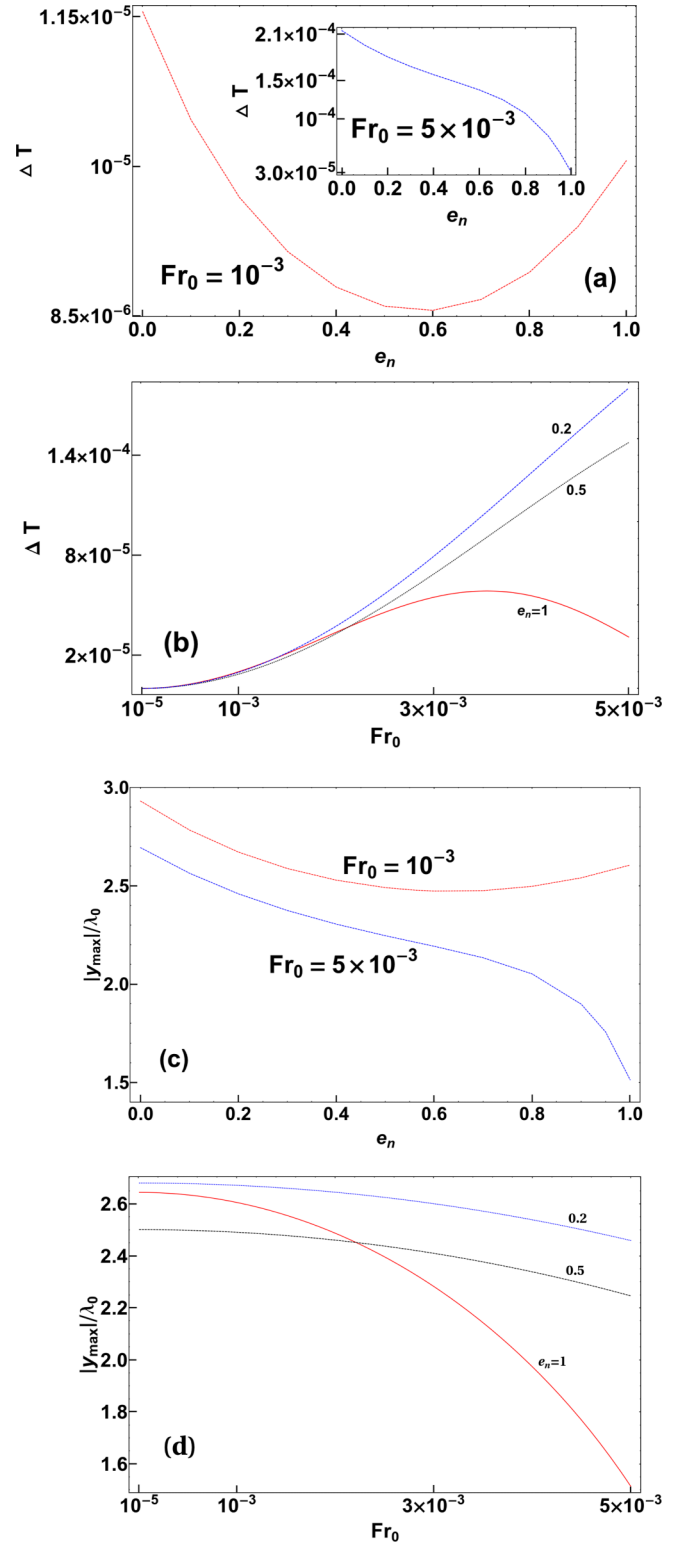 1.15×10⁻⁵
10⁻⁵
8.5×10⁻⁶
Δ T
2.1×10⁻⁴
1.5×10⁻⁴
10⁻⁴
3.0×10⁻⁵
Δ T
Fr₀ = 5×10⁻³
0.0 0.2 0.4 0.6 0.8 1.0
eₙ
Fr₀ = 10⁻³
(a)
0.0 0.2 0.4 0.6 0.8 1.0
eₙ
1.4×10⁻⁴
8×10⁻⁵
2×10⁻⁵
Δ T
0.2
0.5
eₙ=1
(b)
10⁻⁵ 10⁻³ 3×10⁻³ 5×10⁻³
Fr₀
3.0
2.5
2.0
1.5
|yₘₐₓ|/λ₀
Fr₀ = 10⁻³
Fr₀ = 5×10⁻³
(c)
0.0 0.2 0.4 0.6 0.8 1.0
eₙ
2.6
2.4
2.2
2.0
1.8
1.6
|yₘₐₓ|/λ₀
0.2
0.5
eₙ=1
(d)
10⁻⁵ 10⁻³ 3×10⁻³ 5×10⁻³
Fr₀